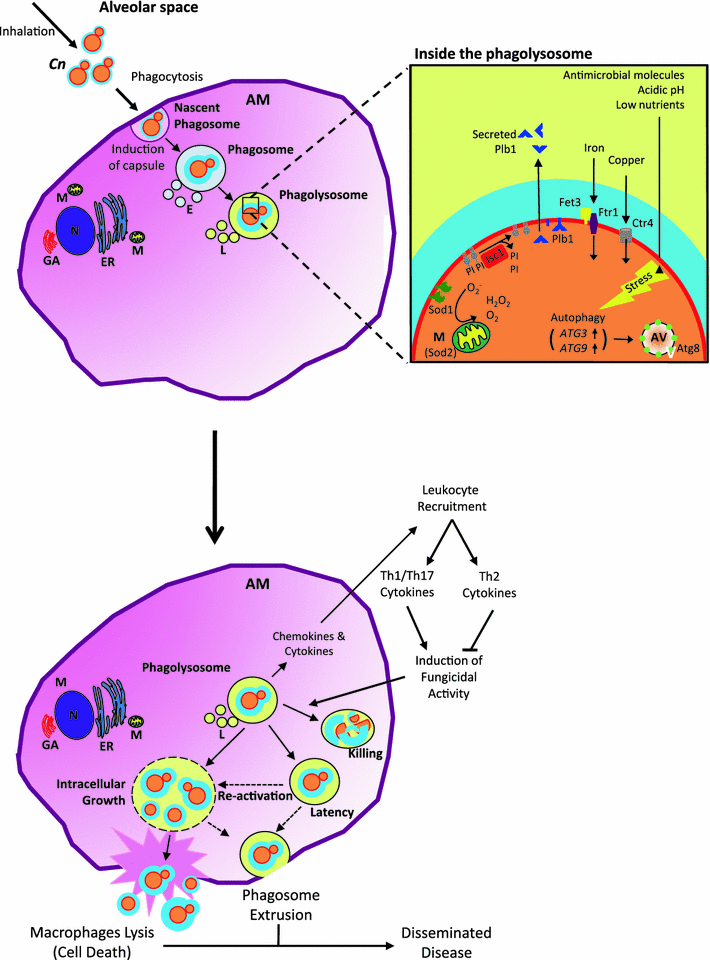 Alveolar space
Inhalation
Cn
Phagocytosis
AM
Nascent
Phagosome
Induction
of capsule
Phagosome
E
Phagolysosome
L
M
N
GA
ER
M
Inside the phagolysosome
Antimicrobial molecules
Acidic pH
Low nutrients
Secreted
Plb1
Iron
Copper
Fet3
Ftr1
Ctr4
Plb1
PI PI
Isc1
PI
PI
Stress
Sod1
O2-
H2O2
O2
M
(Sod2)
Autophagy
( ATG3 )
ATG9
AV
Atg8
Leukocyte
Recruitment
Th1/Th17
Cytokines
Th2
Cytokines
Induction of
Fungicidal
Activity
AM
Chemokines &
Cytokines
Phagolysosome
L
M
N
GA
ER
M
Killing
Intracellular
Growth
Re-activation
Latency
Phagosome
Extrusion
Macrophages Lysis
(Cell Death)
Disseminated
Disease